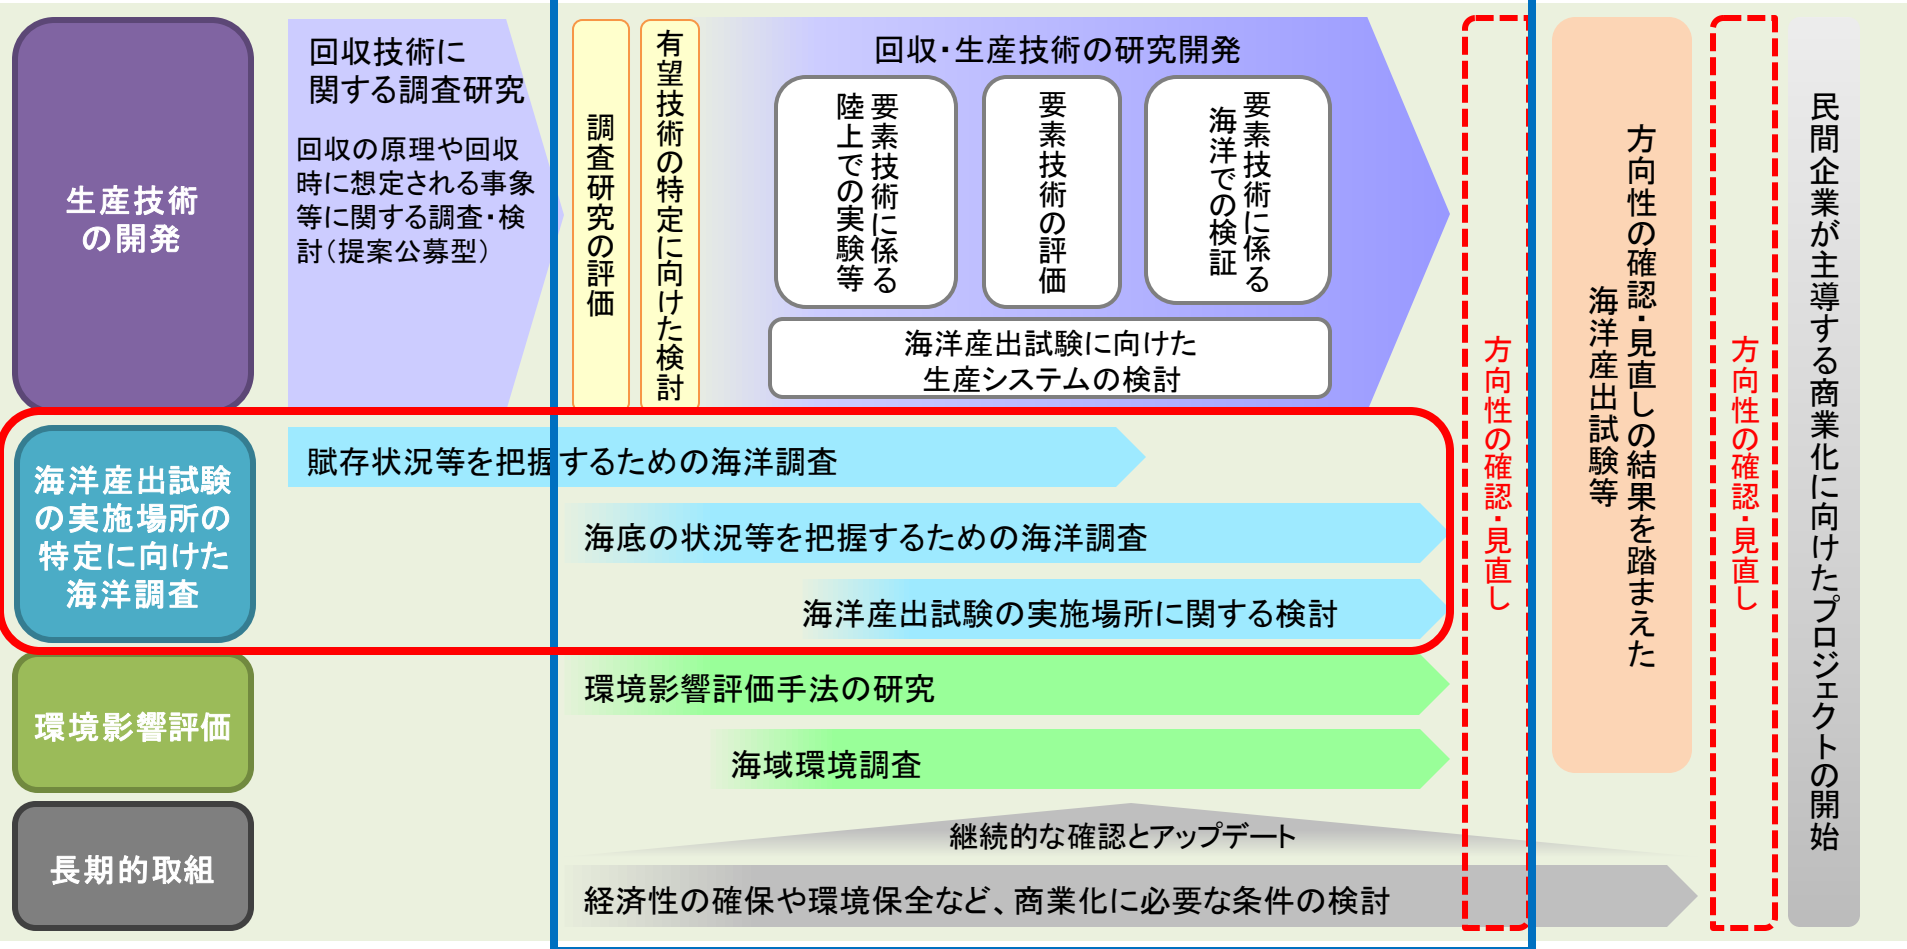 生産技術
の開発
回収技術に
関する調査研究
回収の原理や回収
時に想定される事象
等に関する調査・検
討(提案公募型)
調査研究の評価
有望技術の特定に向けた検討
回収・生産技術の研究開発
要素技術に係る
陸上での実験等
要素技術の評価
要素技術に係る
海洋での検証
海洋産出試験に向けた
生産システムの検討
海洋産出試験
の実施場所の
特定に向けた
海洋調査
賦存状況等を把握するための海洋調査
海底の状況等を把握するための海洋調査
海洋産出試験の実施場所に関する検討
環境影響評価
環境影響評価手法の研究
海域環境調査
長期的取組
継続的な確認とアップデート
経済性の確保や環境保全など、商業化に必要な条件の検討
方向性の確認・見直し
方向性の確認・見直しの結果を踏まえた
海洋産出試験等
方向性の確認・見直し
民間企業が主導する商業化に向けたプロジェクトの開始